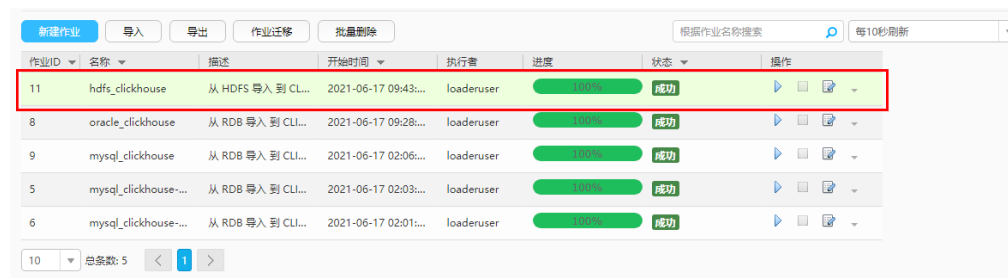 新建作业 导入 导出 作业迁移 批量删除 根据作业名称搜索 每10秒刷新
作业ID 名称 描述 开始时间 执行者 进度 状态 操作
11 hdfs_clickhouse 从 HDFS 导入 到 CL... 2021-06-17 09:43:... loaderuser 100% 成功
8 oracle_clickhouse 从 RDB 导入 到 CLI... 2021-06-17 09:28:... loaderuser 100% 成功
9 mysql_clickhouse 从 RDB 导入 到 CLI... 2021-06-17 02:06:... loaderuser 100% 成功
5 mysql_clickhouse-... 从 RDB 导入 到 CLI... 2021-06-17 02:03:... loaderuser 100% 成功
6 mysql_clickhouse-... 从 RDB 导入 到 CLI... 2021-06-17 02:01:... loaderuser 100% 成功
10 总条数: 5 1